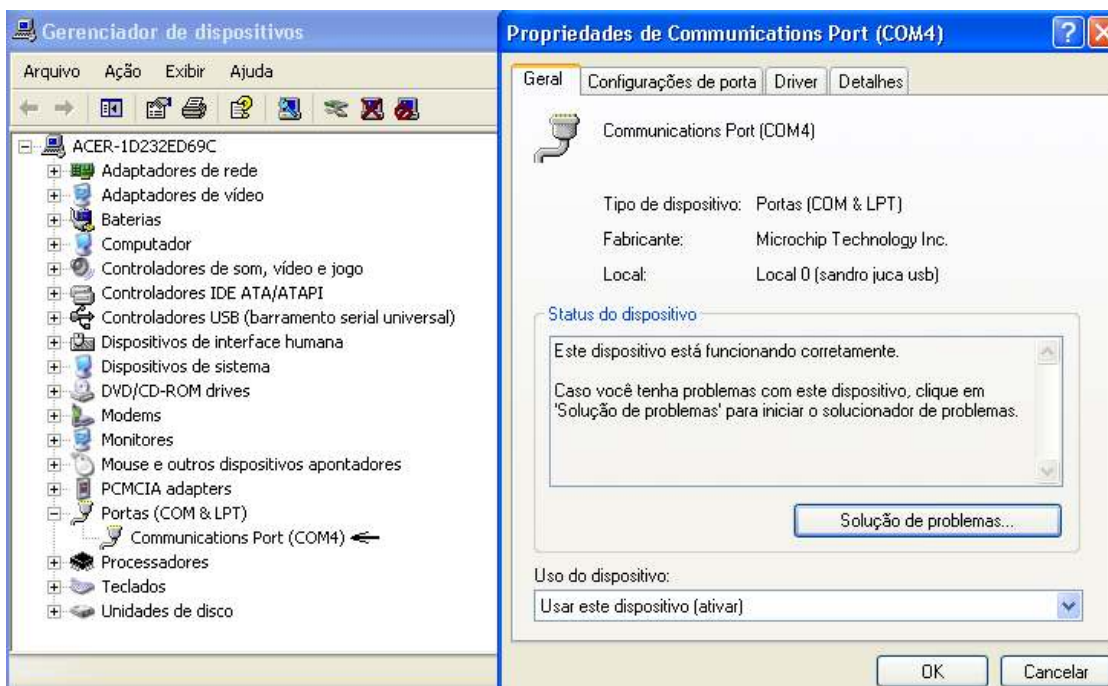 Gerenciador de dispositivos
Arquivo Ação Exibir Ajuda
ACER-1D232ED69C
Adaptadores de rede
Adaptadores de vídeo
Baterias
Computador
Controladores de som, vídeo e jogo
Controladores IDE ATA/ATAPI
Controladores USB (barramento serial universal)
Dispositivos de interface humana
Dispositivos de sistema
DVD/CD-ROM drives
Modems
Monitores
Mouse e outros dispositivos apontadores
PCMCIA adapters
Portas (COM & LPT)
Communications Port (COM4)
Processadores
Teclados
Unidades de disco
Propriedades de Communications Port (COM4)
Geral Configurações de porta Driver Detalhes
Communications Port (COM4)
Tipo de dispositivo: Portas (COM & LPT)
Fabricante: Microchip Technology Inc.
Local: Local 0 (sandro juca usb)
Status do dispositivo
Este dispositivo está funcionando corretamente.
Caso você tenha problemas com este dispositivo, clique em
'Solução de problemas' para iniciar o solucionador de problemas.
Solução de problemas...
Uso do dispositivo:
Usar este dispositivo (ativar)
OK Cancelar